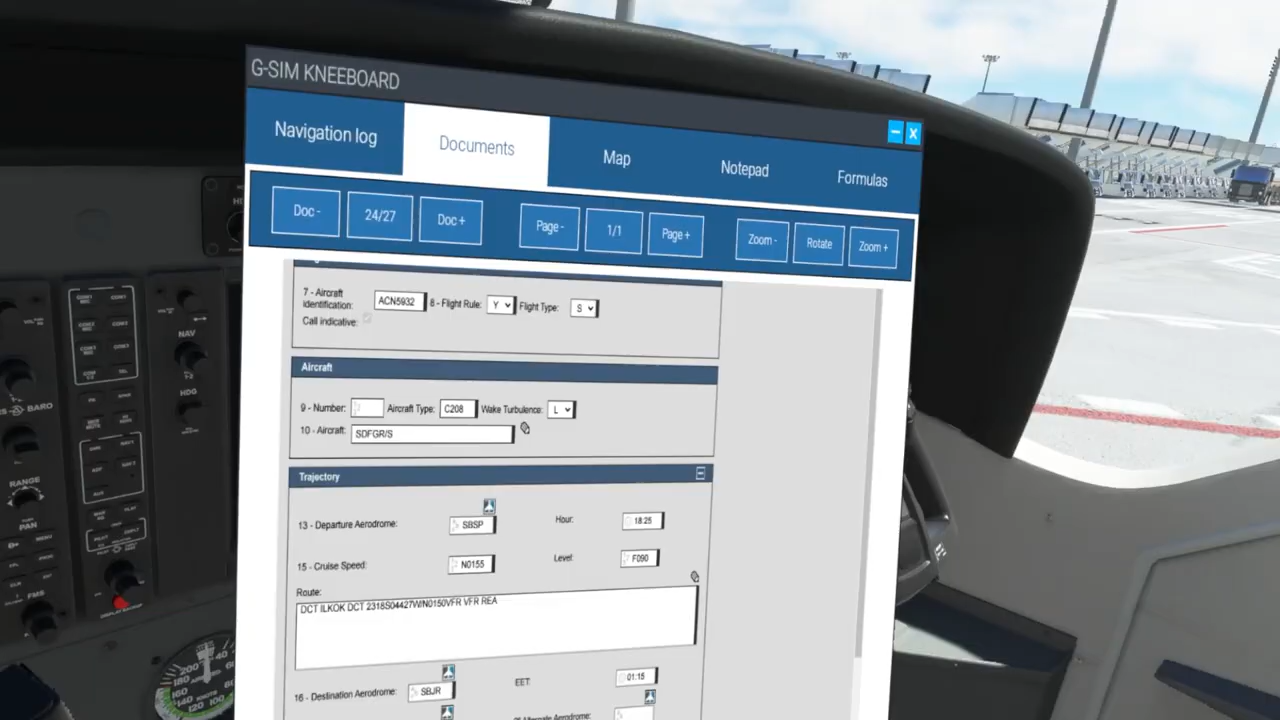 G-SIM KNEEBOARD
Navigation log Documents Map Notepad Formulas
Doc - 24/27 Doc + Page - 1/1 Page + Zoom - Rotate Zoom +
7 - Aircraft
identification: ACN5932 8 - Flight Rule: Y Flight Type: S
Call indicative:
Aircraft
9 - Number: Aircraft Type: C208 Wake Turbulence: L
10 - Aircraft: SDFGR/S
Trajectory
13 - Departure Aerodrome: SBSP Hour: 18:25
15 - Cruise Speed: N0155 Level: F090
Route:
DCT ILKOK DCT 2318S04427W/N0150VFR VFR REA
16 - Destination Aerodrome: SBJR EET: 01:15
Alternate Aerodrome:
NAV
HDG
BARO
RANGE
PAN
FMS